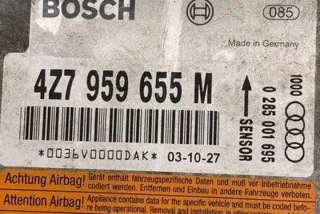 BOSCH
085
Made in Germany
4Z7 959 655 M
*0036V0000DAK* 03-10-27
SENSOR
0 285 001 695
1000
Achtung Airbag! Gerät enthält fahrzeugspezifische Daten und muss vor Inbetriebnahme
codiert werden. Entfernen und Einbau in andere Fahrzeuge verboten.
Attention Airbag! Appliance contains data for the specific vehicle and must be coded
before being used. Removal and installation in other